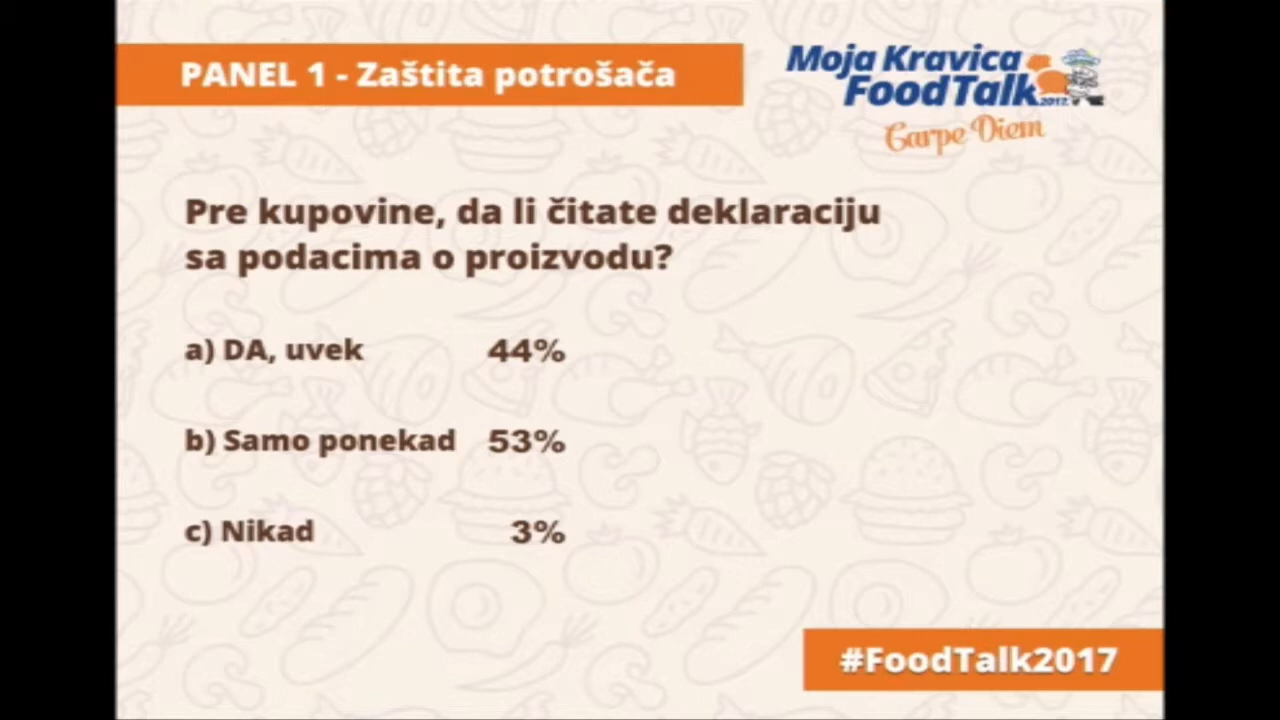 PANEL 1 - Zaštita potrošača
Moja Kravica
FoodTalk 2017.
Carpe Diem
Pre kupovine, da li čitate deklaraciju
sa podacima o proizvodu?
a) DA, uvek 44%
b) Samo ponekad 53%
c) Nikad 3%
#FoodTalk2017